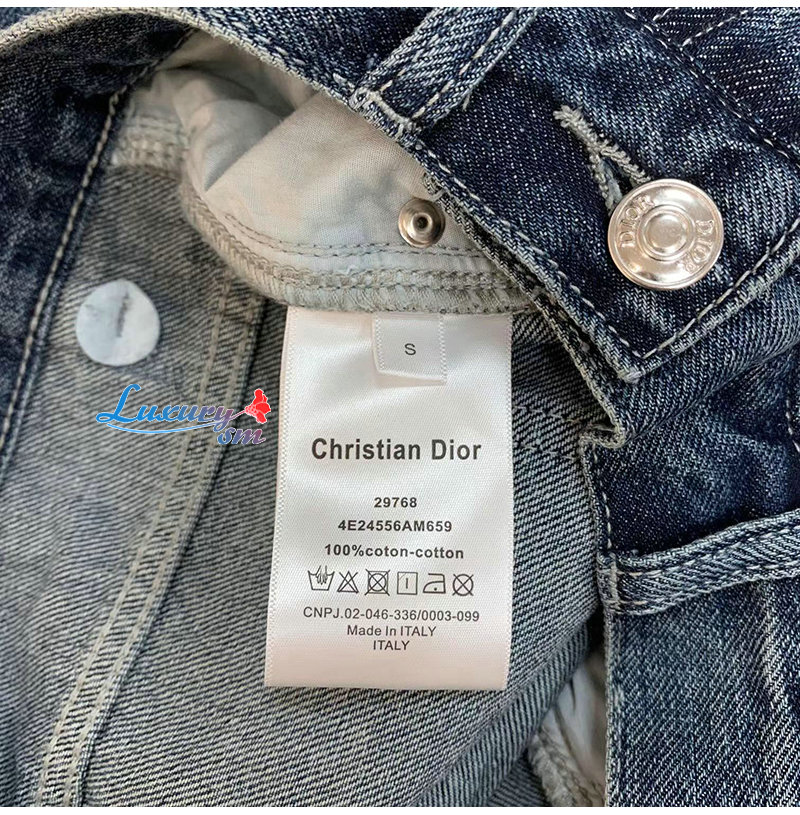 DIOR
DIOR
S
Luxury
sm
Christian Dior
29768
4E24556AM659
100%coton-cotton
CNPJ.02-046-336/0003-099
Made In ITALY
ITALY